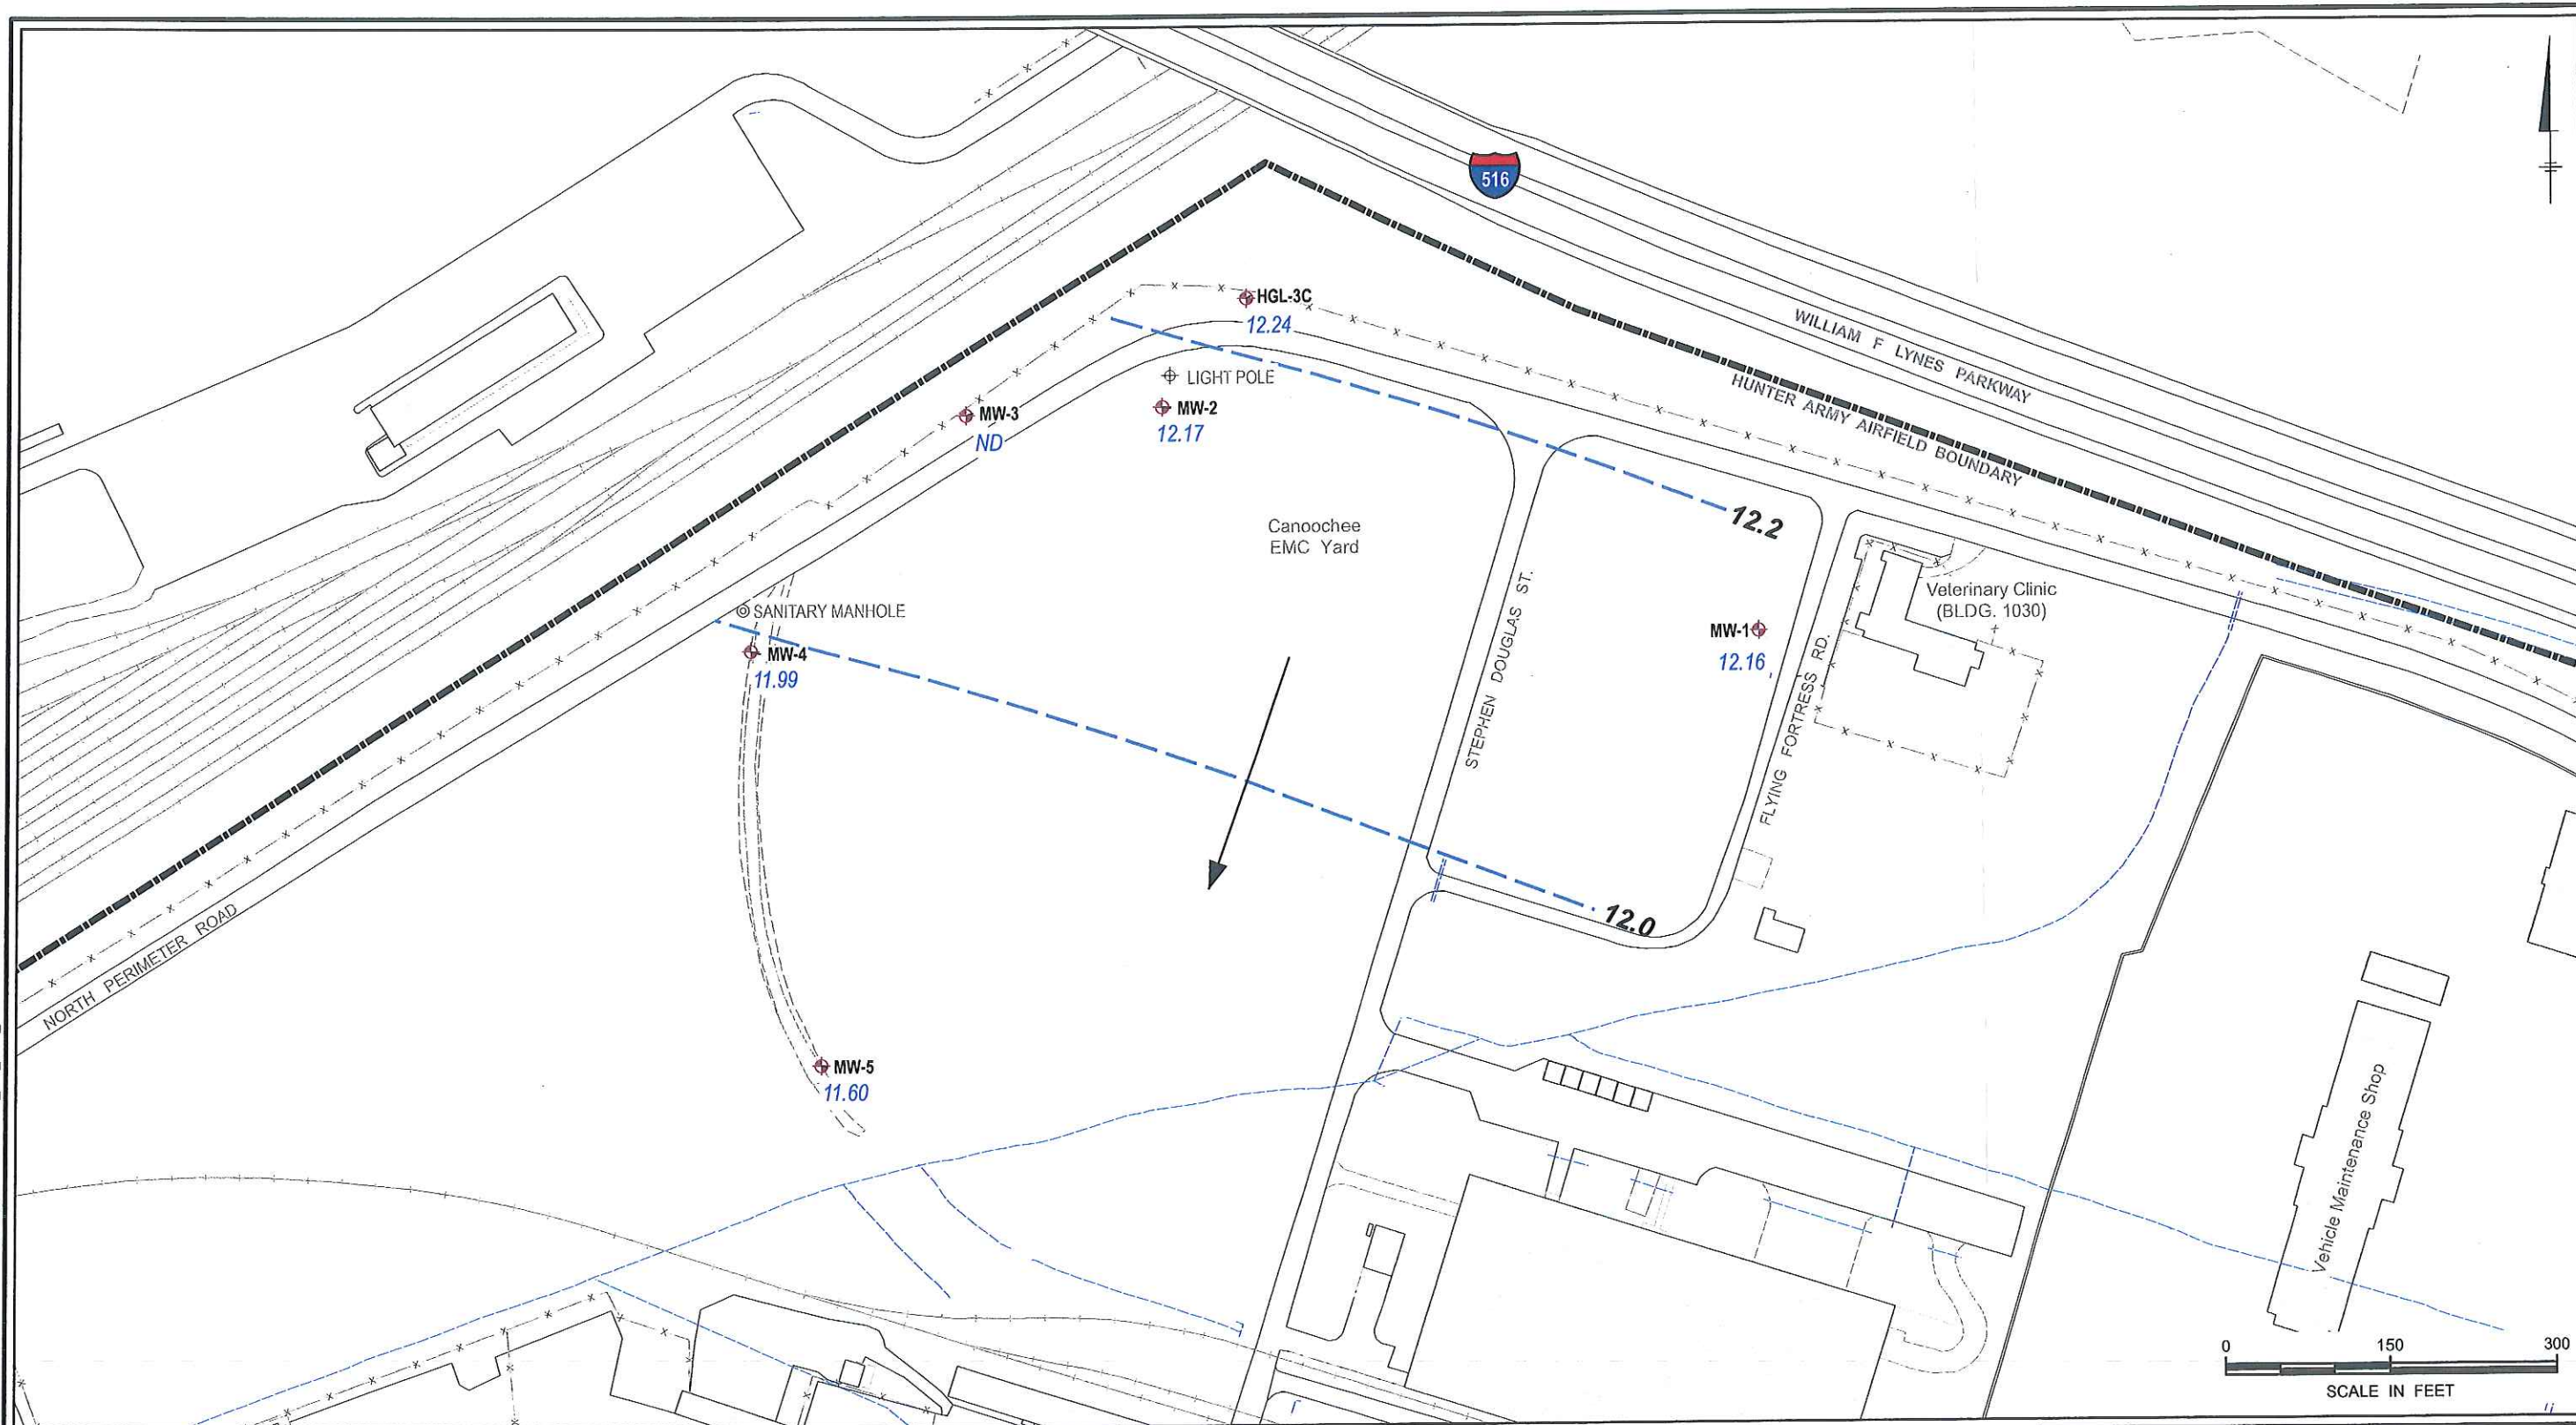 516
WILLIAM F LYNES PARKWAY
HUNTER ARMY AIRFIELD BOUNDARY
HGL-3C
12.24
LIGHT POLE
MW-3
ND
MW-2
12.17
12.2
Canoochee
EMC Yard
STEPHEN DOUGLAS ST.
Veterinary Clinic
(BLDG. 1030)
SANITARY MANHOLE
MW-1
12.16
FLYING FORTRESS RD.
MW-4
11.99
12.0
NORTH PERIMETER ROAD
MW-5
11.60
Vehicle Maintenance Shop
0 150 300
SCALE IN FEET